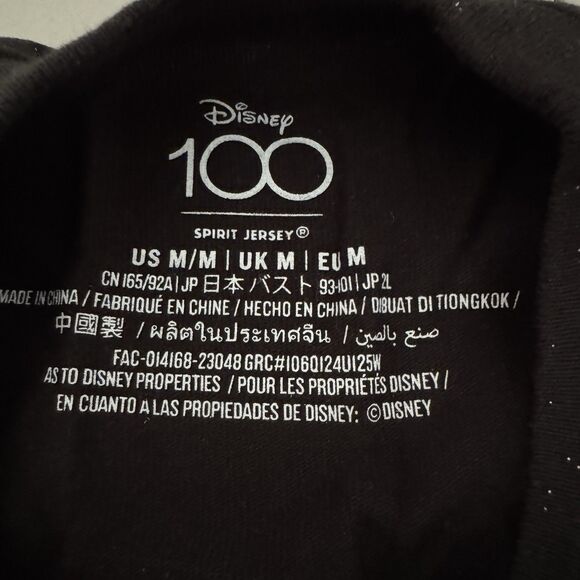 Disney
100
SPIRIT JERSEY®
US M/M | UK M | EU M
CN 165/92A | JP 日本 バスト 93-101 | JP 2L
MADE IN CHINA / FABRIQUÉ EN CHINE / HECHO EN CHINA / DIBUAT DI TIONGKOK /
中國製 / ผลิตในประเทศจีน / صنع بالصين /
FAC-014168-23048 GRC#106Q124U125W
AS TO DISNEY PROPERTIES / POUR LES PROPRIÉTÉS DISNEY /
EN CUANTO A LAS PROPIEDADES DE DISNEY: ©DISNEY